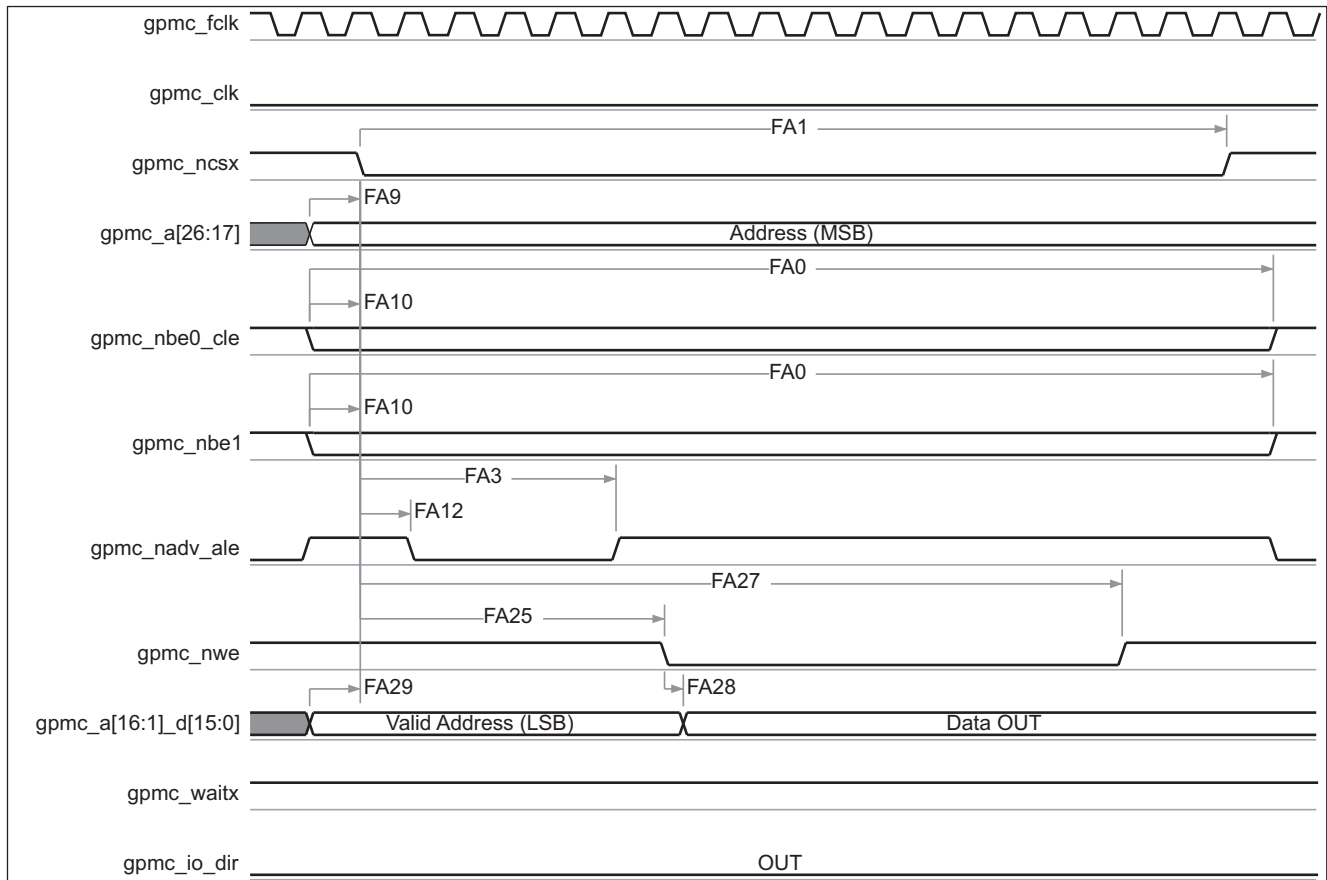 gpmc_fclk
gpmc_clk
FA1
gpmc_ncsx
FA9
gpmc_a[26:17]
Address (MSB)
FA0
FA10
gpmc_nbe0_cle
FA0
FA10
gpmc_nbe1
FA3
FA12
gpmc_nadv_ale
FA27
FA25
gpmc_nwe
FA29
FA28
gpmc_a[16:1]_d[15:0]
Valid Address (LSB)
Data OUT
gpmc_waitx
gpmc_io_dir
OUT